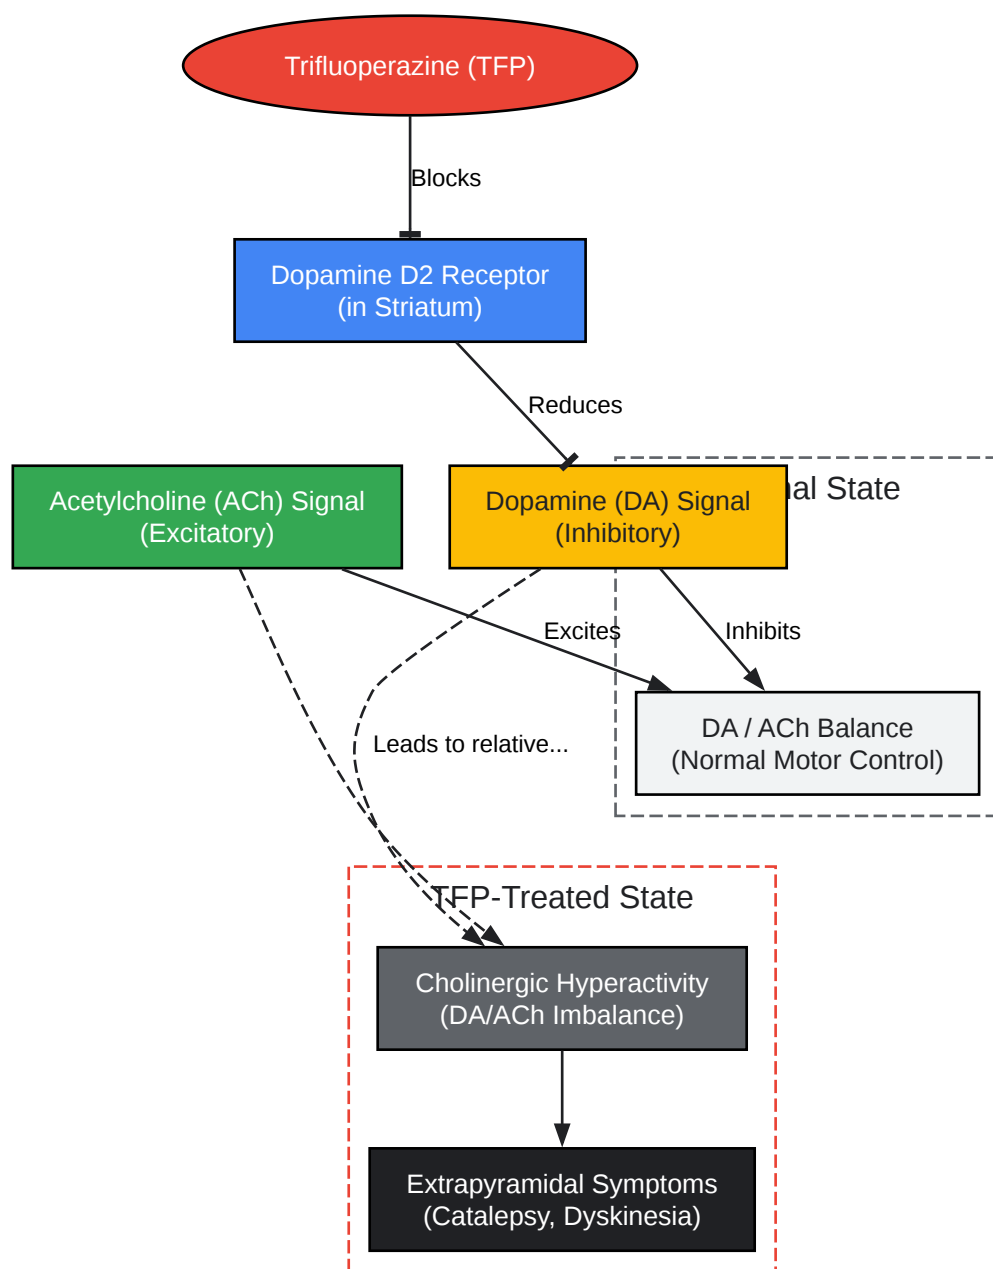 Trifluoperazine (TFP)
Blocks
Dopamine D2 Receptor
(in Striatum)
Reduces
Acetylcholine (ACh) Signal
(Excitatory)
Dopamine (DA) Signal
(Inhibitory)
State
Excites
Inhibits
DA / ACh Balance
(Normal Motor Control)
Leads to relative...
TFP-Treated State
Cholinergic Hyperactivity
(DA/ACh Imbalance)
Extrapyramidal Symptoms
(Catalepsy, Dyskinesia)